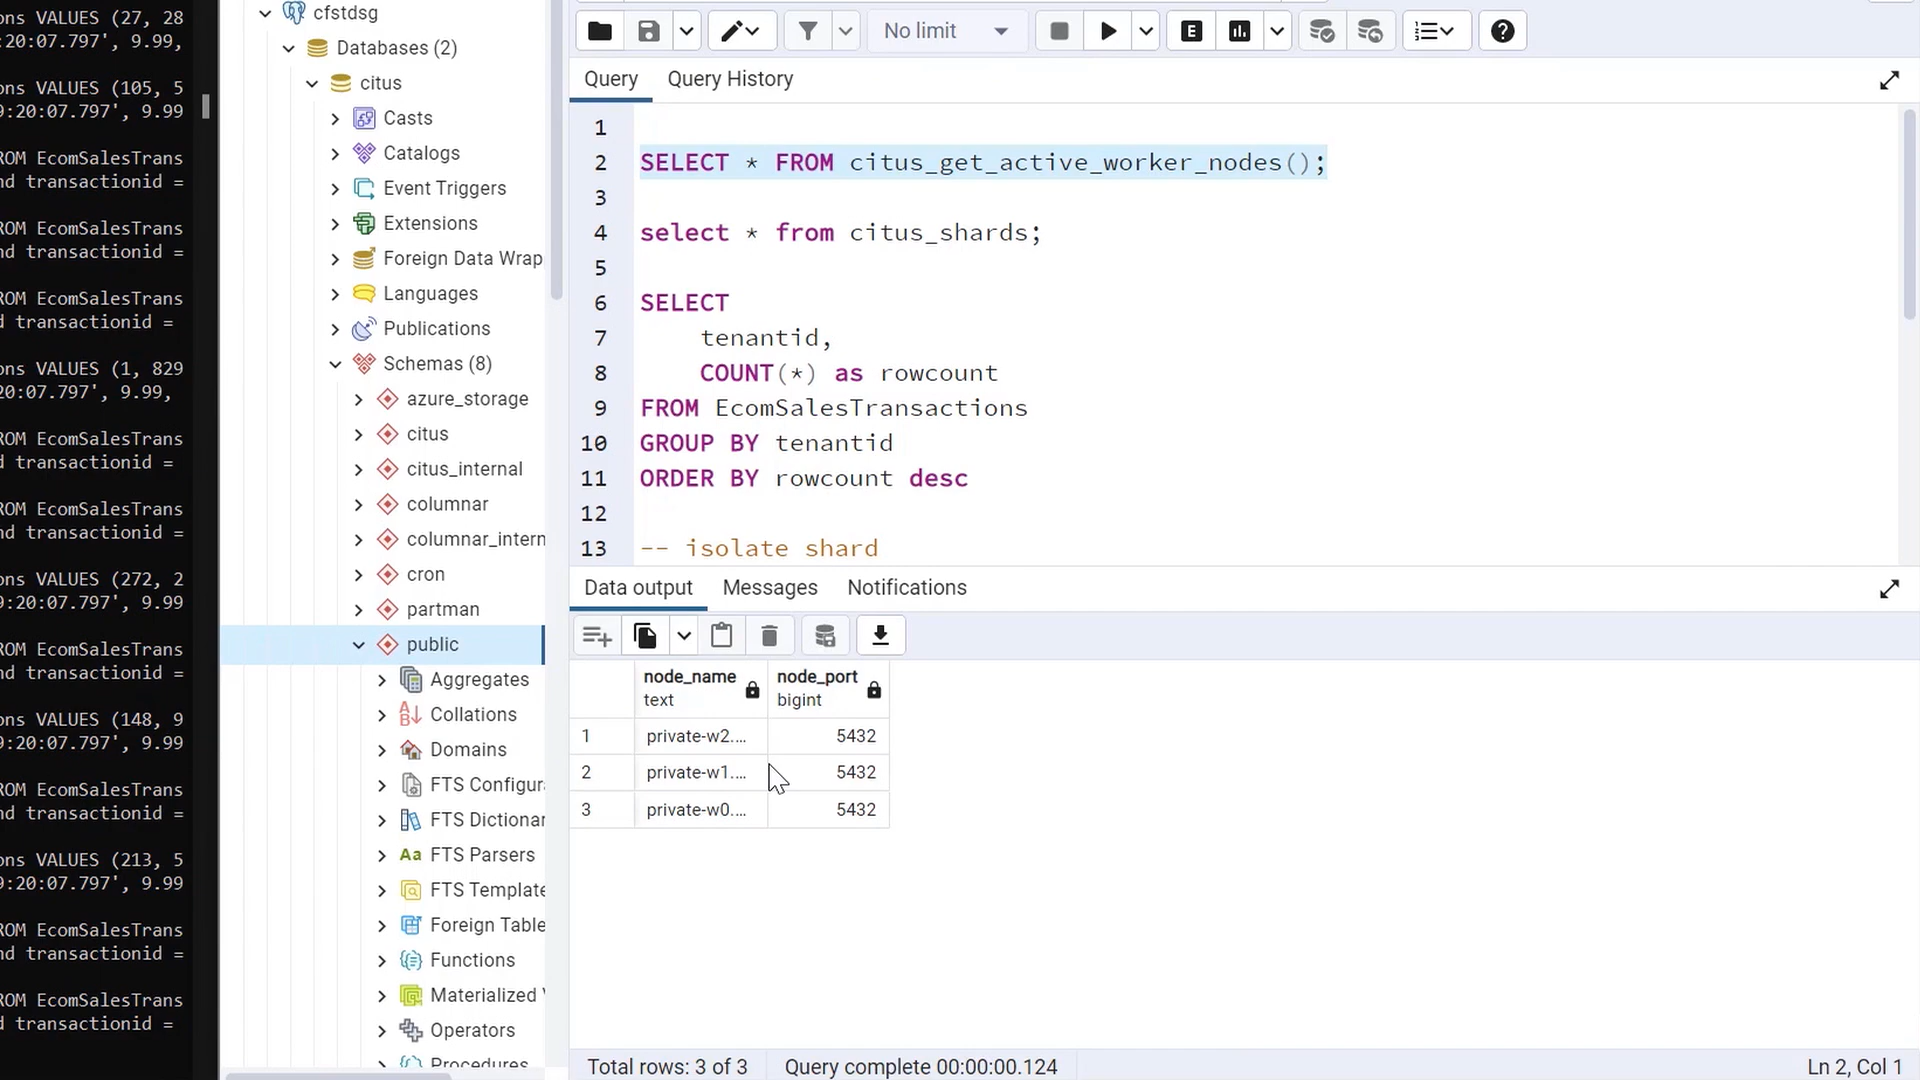 ons VALUES (27, 28
:20:07.797', 9.99,
ons VALUES (105, 5
9:20:07.797', 9.99
ROM EcomSalesTrans
nd transactionid =
ROM EcomSalesTrans
nd transactionid =
ROM EcomSalesTrans
d transactionid =
ons VALUES (1, 829
20:07.797', 9.99,
ROM EcomSalesTrans
nd transactionid =
ROM EcomSalesTrans
nd transactionid =
ons VALUES (272, 2
9:20:07.797', 9.99
ROM EcomSalesTrans
nd transactionid =
ons VALUES (148, 9
9:20:07.797', 9.99
ROM EcomSalesTrans
nd transactionid =
ons VALUES (213, 5
9:20:07.797', 9.99
ROM EcomSalesTrans
nd transactionid =
ROM EcomSalesTrans
d transactionid =
cfstdsg
Databases (2)
citus
Casts
Catalogs
Event Triggers
Extensions
Foreign Data Wrap
Languages
Publications
Schemas (8)
azure_storage
citus
citus_internal
columnar
columnar_intern
cron
partman
public
Aggregates
Collations
Domains
FTS Configura
FTS Dictionar
Aa FTS Parsers
FTS Template
Foreign Table
Functions
Materialized V
Operators
Procedures
No limit
E
Query Query History
1
2 SELECT * FROM citus_get_active_worker_nodes();
3
4 select * from citus_shards;
5
6 SELECT
7 tenantid,
8 COUNT(*) as rowcount
9 FROM EcomSalesTransactions
10 GROUP BY tenantid
11 ORDER BY rowcount desc
12
13 -- isolate shard
Data output Messages Notifications
node_name node_port
text bigint
1 private-w2.... 5432
2 private-w1.... 5432
3 private-w0.... 5432
Total rows: 3 of 3 Query complete 00:00:00.124 Ln 2, Col 1